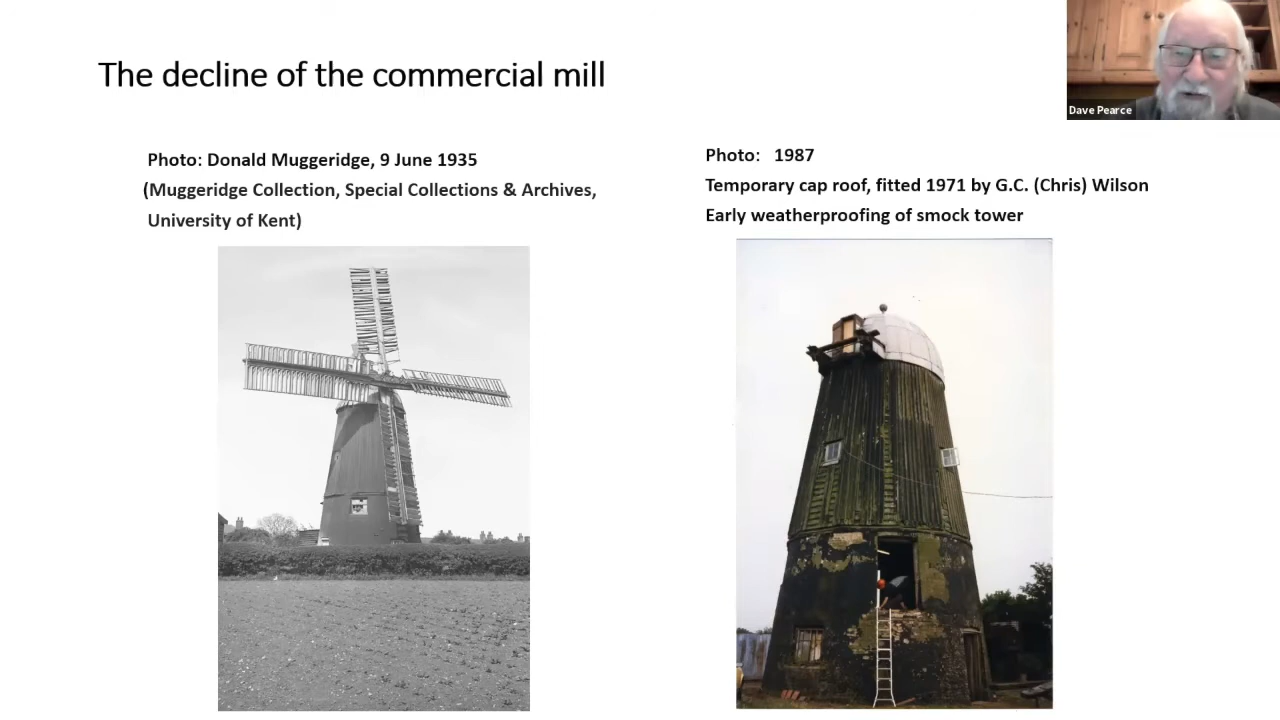 The decline of the commercial mill
Dave Pearce
Photo: Donald Muggeridge, 9 June 1935
(Muggeridge Collection, Special Collections & Archives,
University of Kent)
Photo: 1987
Temporary cap roof, fitted 1971 by G.C. (Chris) Wilson
Early weatherproofing of smock tower